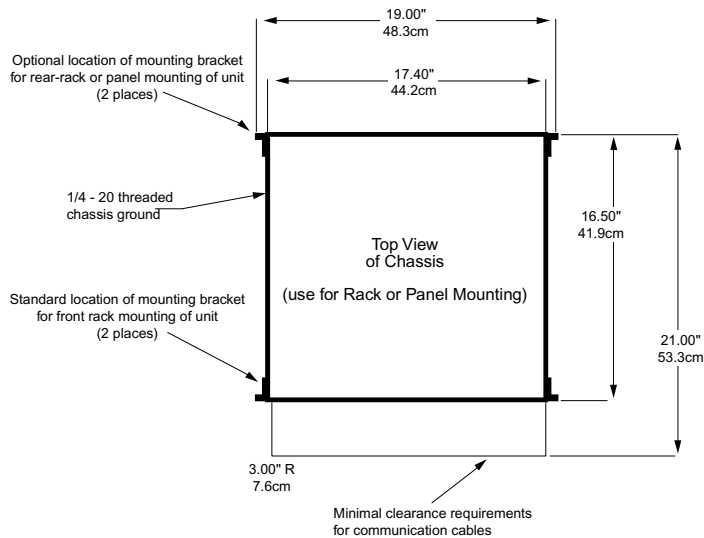 19.00"
48.3cm
Optional location of mounting bracket
for rear-rack or panel mounting of unit
(2 places)
17.40"
44.2cm
1/4 - 20 threaded
chassis ground
Top View
of Chassis
(use for Rack or Panel Mounting)
16.50"
41.9cm
Standard location of mounting bracket
for front rack mounting of unit
(2 places)
21.00"
53.3cm
3.00" R
7.6cm
Minimal clearance requirements
for communication cables